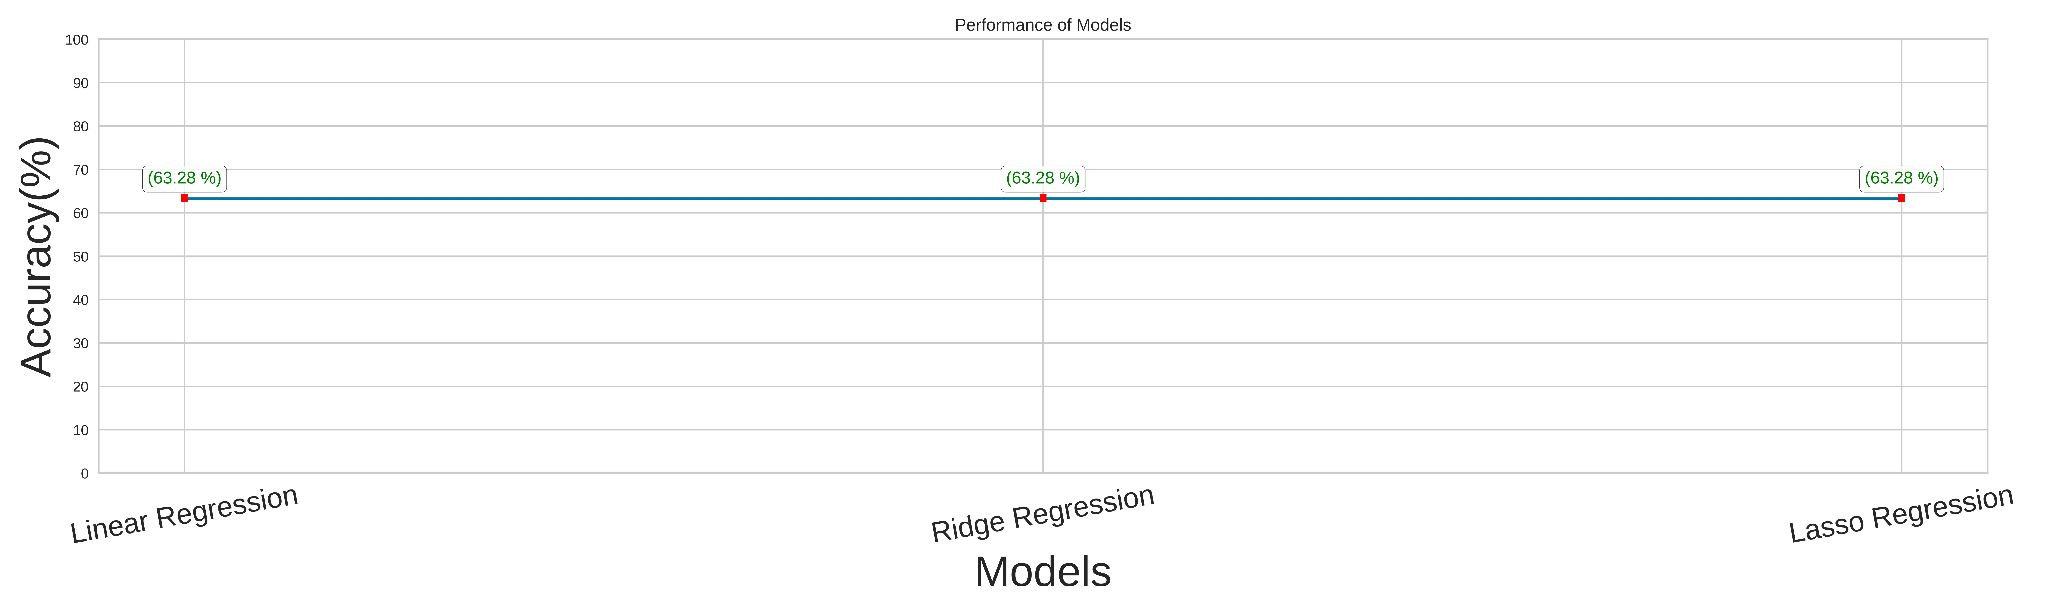 Performance of Models
100
90
80
70
60
50
40
30
20
10
0
Accuracy(%)
(63.28 %)
(63.28 %)
(63.28 %)
Linear Regression
Ridge Regression
Lasso Regression
Models